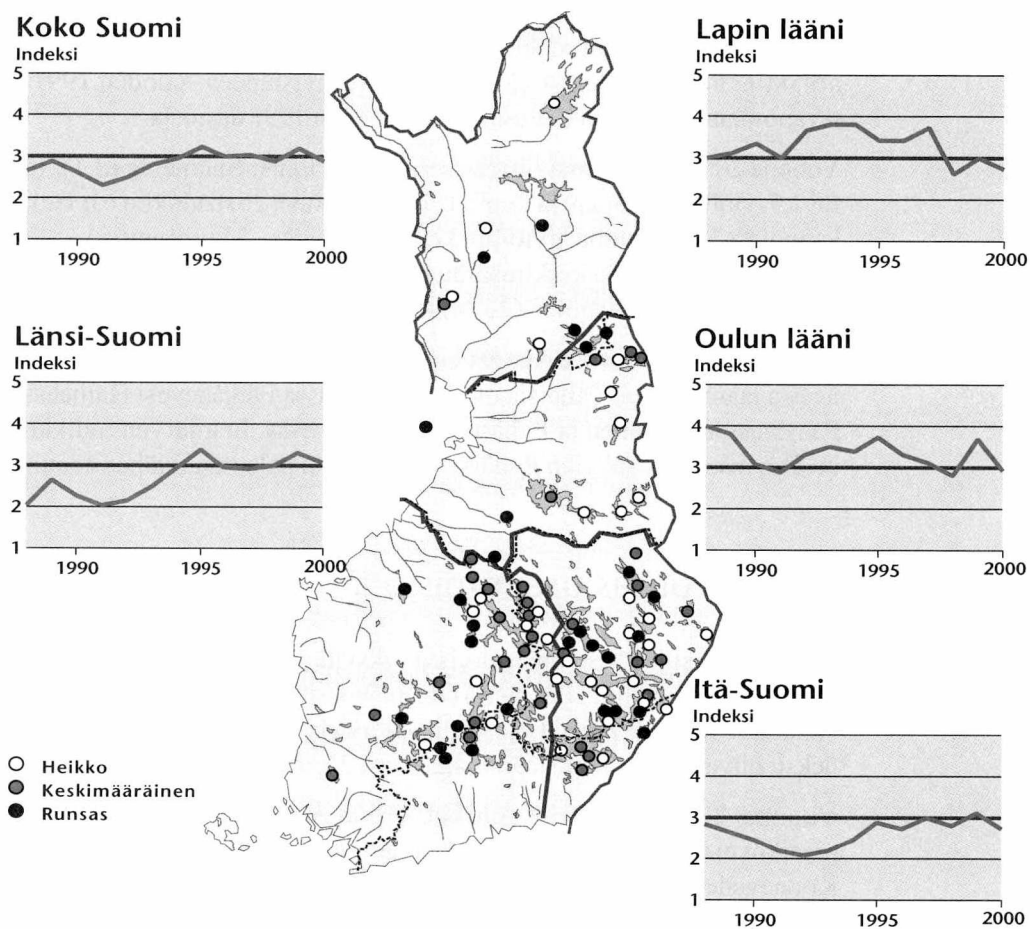 Koko Suomi
Indeksi
5
4
3
2
1
1990 1995 2000
Länsi-Suomi
Indeksi
5
4
3
2
1
1990 1995 2000
Heikko
Keskimääräinen
Runsas
Lapin lääni
Indeksi
5
4
3
2
1
1990 1995 2000
Oulun lääni
Indeksi
5
4
3
2
1
1990 1995 2000
Itä-Suomi
Indeksi
5
4
3
2
1
1990 1995 2000